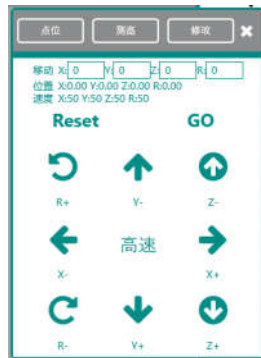 点位 测高 修改
移动 X: 0 Y: 0 Z: 0 R: 0
位置 X:0.00 Y:0.00 Z:0.00 R:0.00
速度 X:50 Y:50 Z:50 R:50
Reset GO
R+ Y- Z-
高速
X- X+
R- Y+ Z+